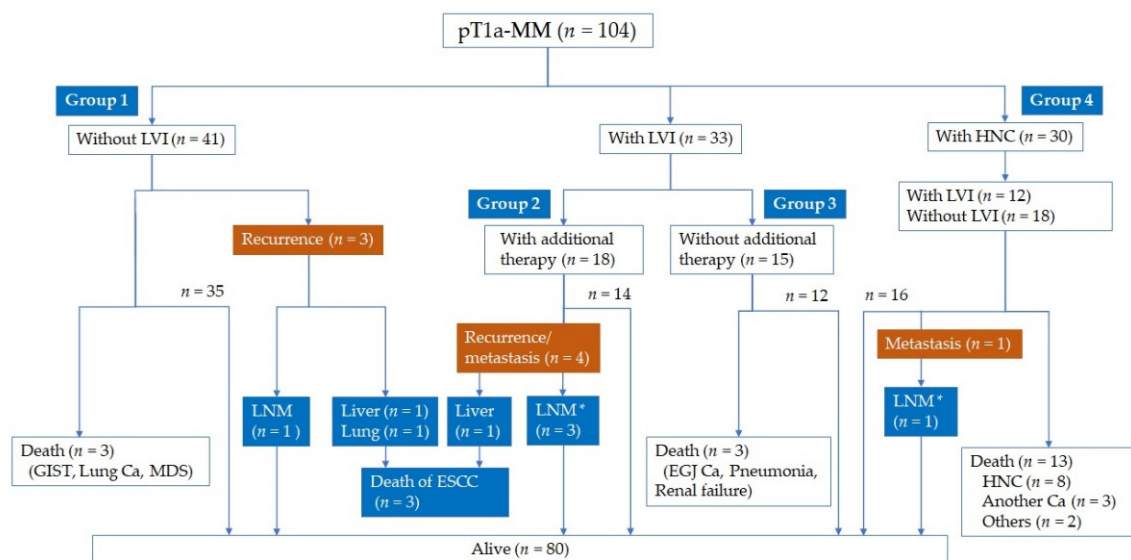 pT1a-MM (n = 104)
Group 1
Group 4
Without LVI (n = 41)
With LVI (n = 33)
With HNC (n = 30)
Group 2
Group 3
With LVI (n = 12)
Without LVI (n = 18)
Recurrence (n = 3)
With additional
therapy (n = 18)
Without additional
therapy (n = 15)
n = 35
n = 14
n = 12
n = 16
Recurrence/
metastasis (n = 4)
Metastasis (n = 1)
LNM
(n = 1 )
Liver (n = 1)
Lung (n = 1)
Liver
(n = 1)
LNM *
(n = 3)
LNM *
(n = 1)
Death (n = 3)
(GIST, Lung Ca, MDS)
Death of ESCC
(n = 3)
Death (n = 3)
(EGJ Ca, Pneumonia,
Renal failure)
Death (n = 13)
HNC (n = 8)
Another Ca (n = 3)
Others (n = 2)
Alive (n = 80)